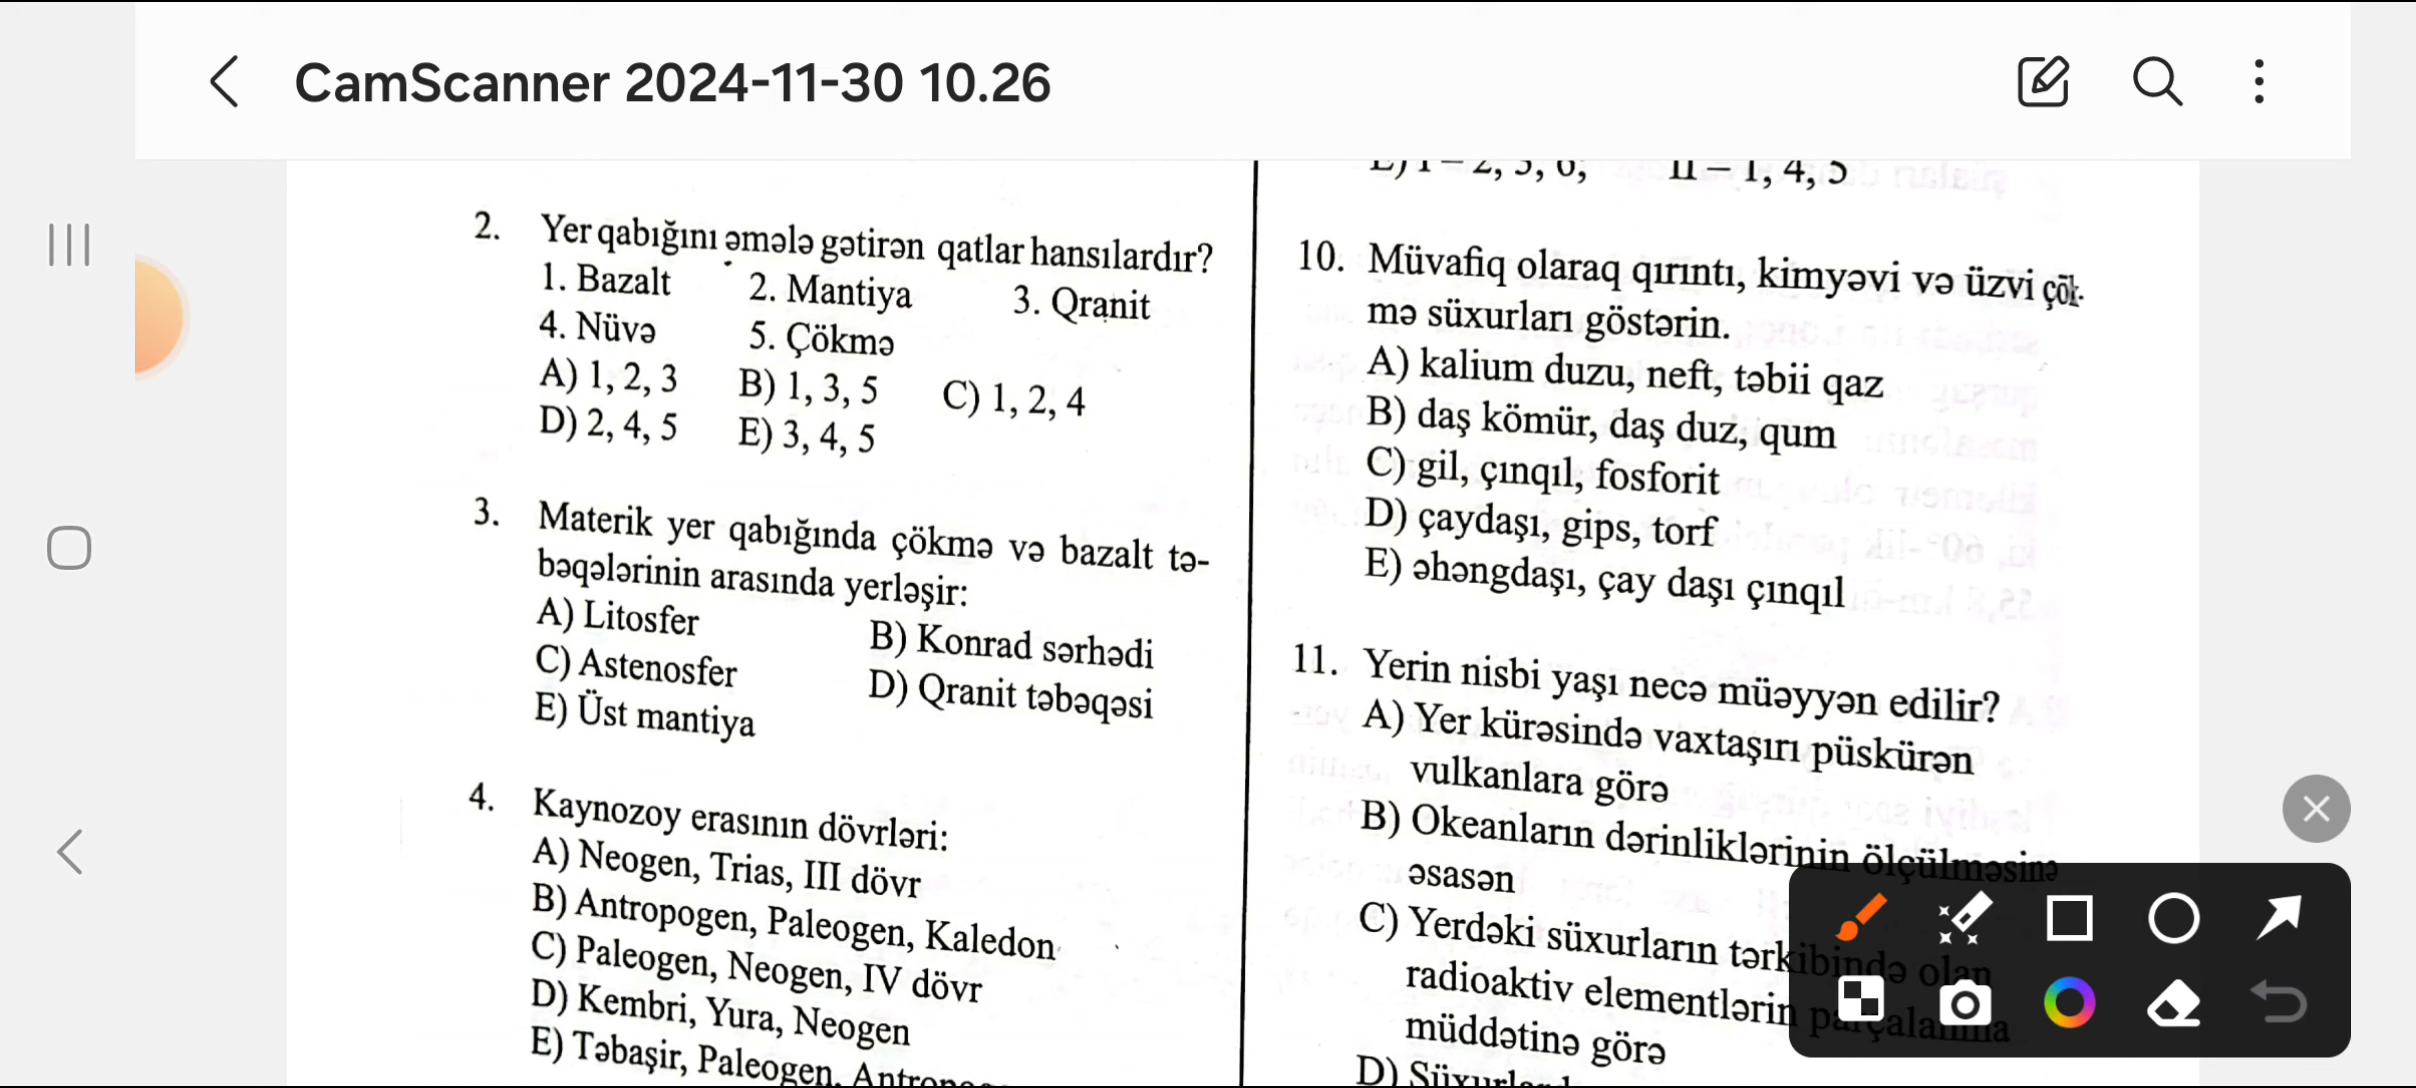 CamScanner 2024-11-30 10.26
2. Yer qabığını əmələ gətirən qatlar hansılardır?
1. Bazalt 2. Mantiya 3. Qranit
4. Nüvə 5. Çökmə
A) 1, 2, 3 B) 1, 3, 5 C) 1, 2, 4
D) 2, 4, 5 E) 3, 4, 5
3. Materik yer qabığında çökmə və bazalt tə-
bəqələrinin arasında yerləşir:
A) Litosfer B) Konrad sərhədi
C) Astenosfer D) Qranit təbəqəsi
E) Üst mantiya
4. Kaynozoy erasının dövrləri:
A) Neogen, Trias, III dövr
B) Antropogen, Paleogen, Kaledon
C) Paleogen, Neogen, IV dövr
D) Kembri, Yura, Neogen
E) Təbaşir, Paleogen,
II – 1, 4, 5
10. Müvafiq olaraq qırıntı, kimyəvi və üzvi çök-
mə süxurları göstərin.
A) kalium duzu, neft, təbii qaz
B) daş kömür, daş duz, qum
C) gil, çınqıl, fosforit
D) çaydaşı, gips, torf
E) əhəngdaşı, çay daşı çınqıl
11. Yerin nisbi yaşı necə müəyyən edilir?
A) Yer kürəsində vaxtaşırı püskürən
vulkanlara görə
B) Okeanların dərinliklərinin ölçülməsinə
əsasən
C) Yerdəki süxurların tərkibində olan
radioaktiv elementlərin parçalanma
müddətinə görə
D)